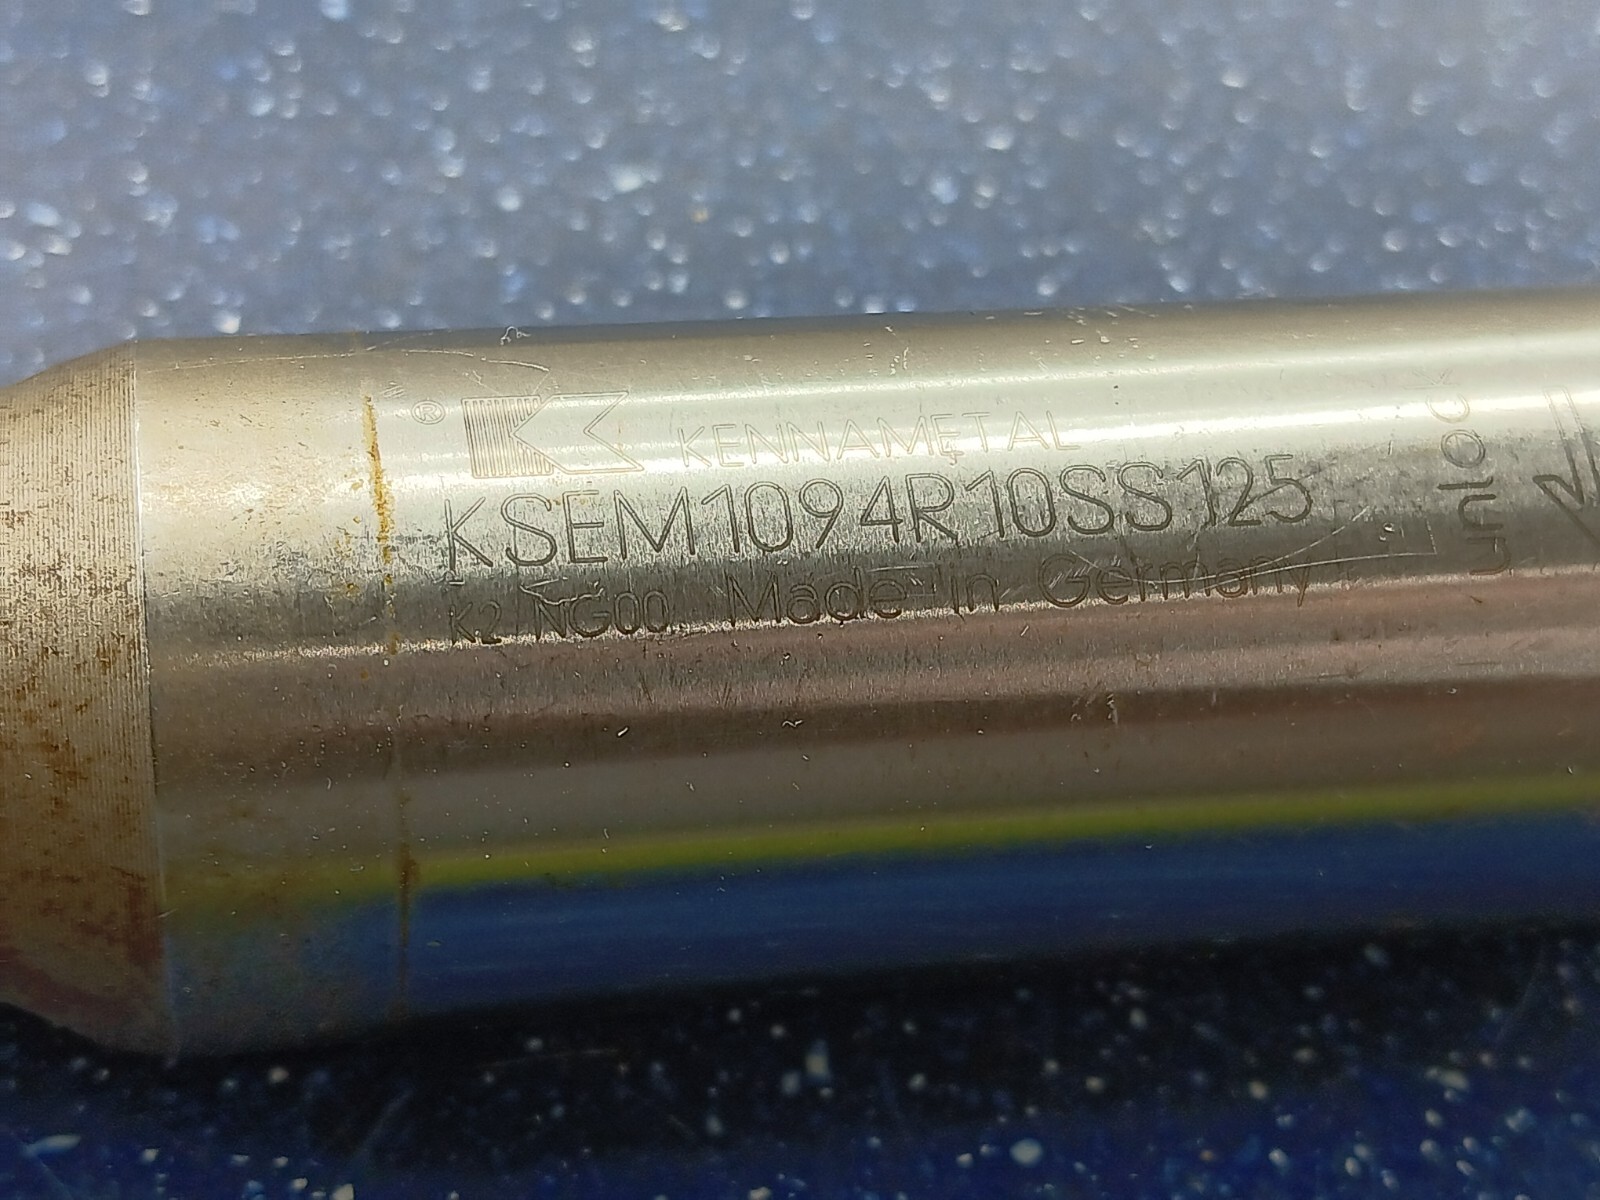 ® KENNAMETAL
KSEM1094R10SS125
K2 NG00 Made in Germany
unlock